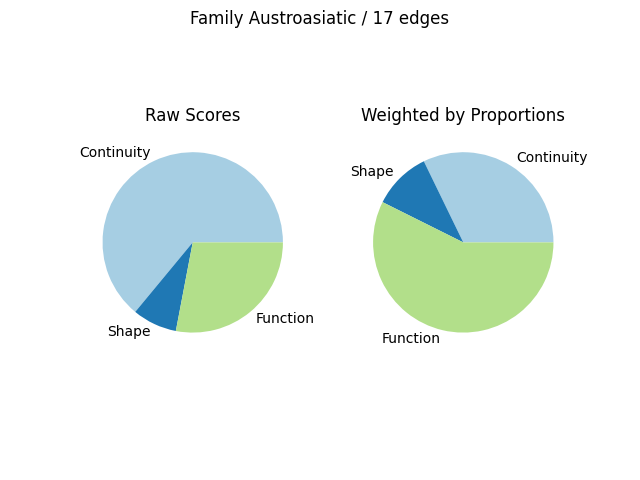 Family Austroasiatic / 17 edges
Raw Scores
Continuity
Shape
Function
Weighted by Proportions
Continuity
Shape
Function